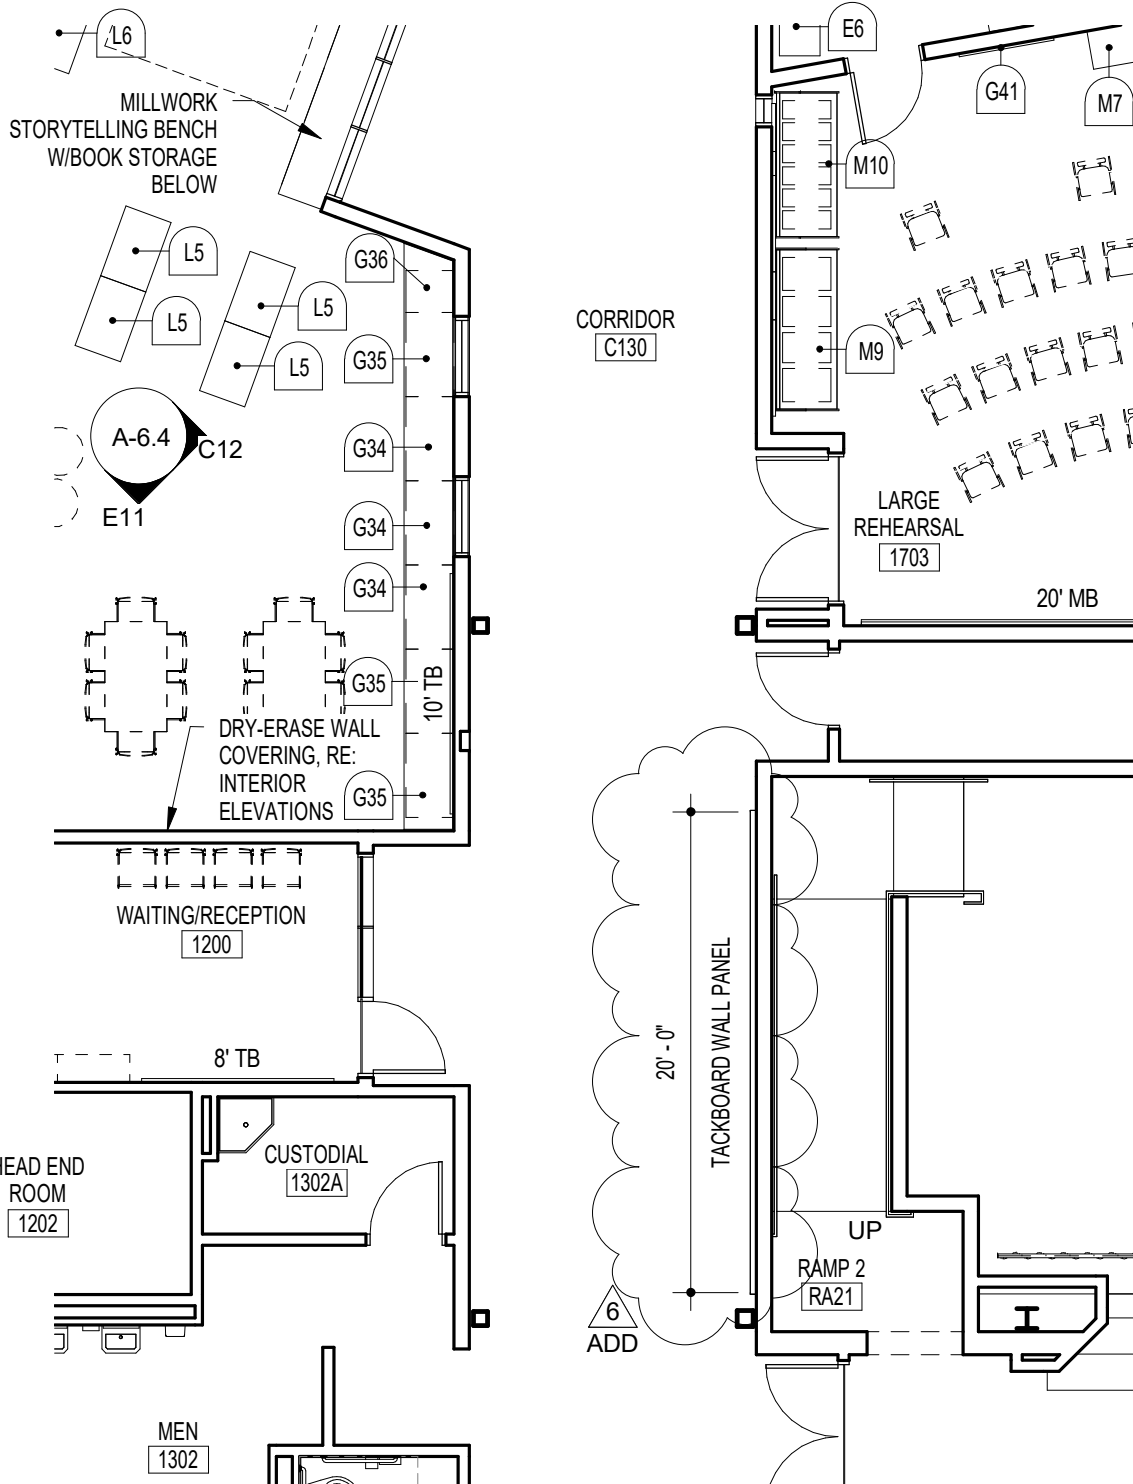 L6
E6
G41
M7
MILLWORK
STORYTELLING BENCH
W/BOOK STORAGE
BELOW
M10
L5
L5
L5
L5
G36
G35
CORRIDOR
C130
M9
A-6.4
C12
E11
G34
G34
G34
LARGE
REHEARSAL
1703
20' MB
G35
10' TB
DRY-ERASE WALL
COVERING, RE:
INTERIOR
ELEVATIONS
G35
WAITING/RECEPTION
1200
8' TB
20' - 0"
TACKBOARD WALL PANEL
CUSTODIAL
1302A
HEAD END
ROOM
1202
UP
RAMP 2
RA21
6
ADD
MEN
1302